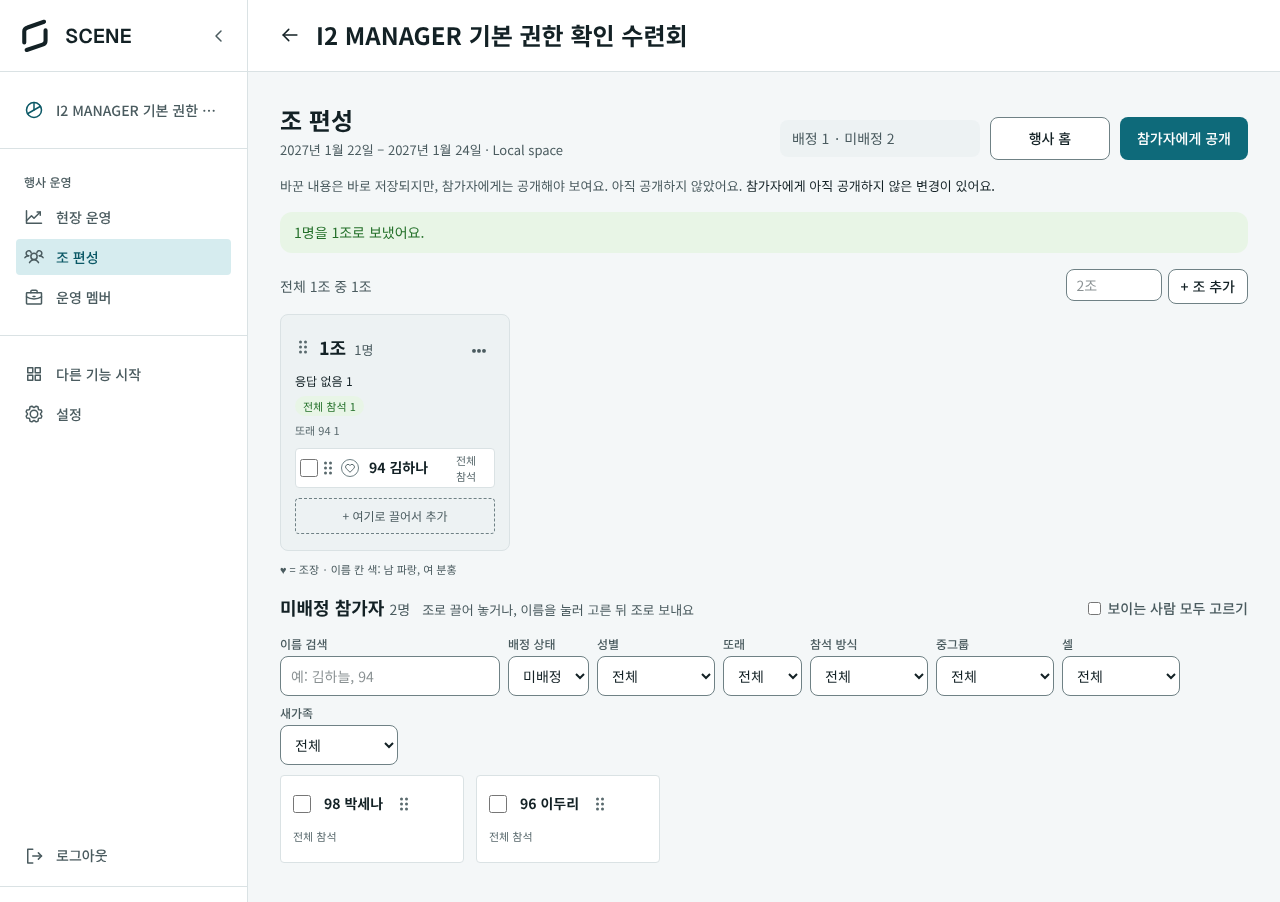 SCENE
I2 MANAGER 기본 권한 ···
행사 운영
현장 운영
조 편성
운영 멤버
다른 기능 시작
설정
로그아웃
I2 MANAGER 기본 권한 확인 수련회
조 편성
2027년 1월 22일 – 2027년 1월 24일 · Local space
배정 1 · 미배정 2
행사 홈
참가자에게 공개
바꾼 내용은 바로 저장되지만, 참가자에게는 공개해야 보여요. 아직 공개하지 않았어요. 참가자에게 아직 공개하지 않은 변경이 있어요.
1명을 1조로 보냈어요.
전체 1조 중 1조
2조
+ 조 추가
1조 1명
응답 없음 1
전체 참석 1
또래 94 1
94 김하나
전체
참석
+ 여기로 끌어서 추가
♥ = 조장 · 이름 칸 색: 남 파랑, 여 분홍
미배정 참가자 2명 조로 끌어 놓거나, 이름을 눌러 고른 뒤 조로 보내요
보이는 사람 모두 고르기
이름 검색 배정 상태 성별 또래 참석 방식 중그룹 셀
예: 김하늘, 94 미배정 전체 전체 전체 전체 전체
새가족
전체
98 박세나
전체 참석
96 이두리
전체 참석